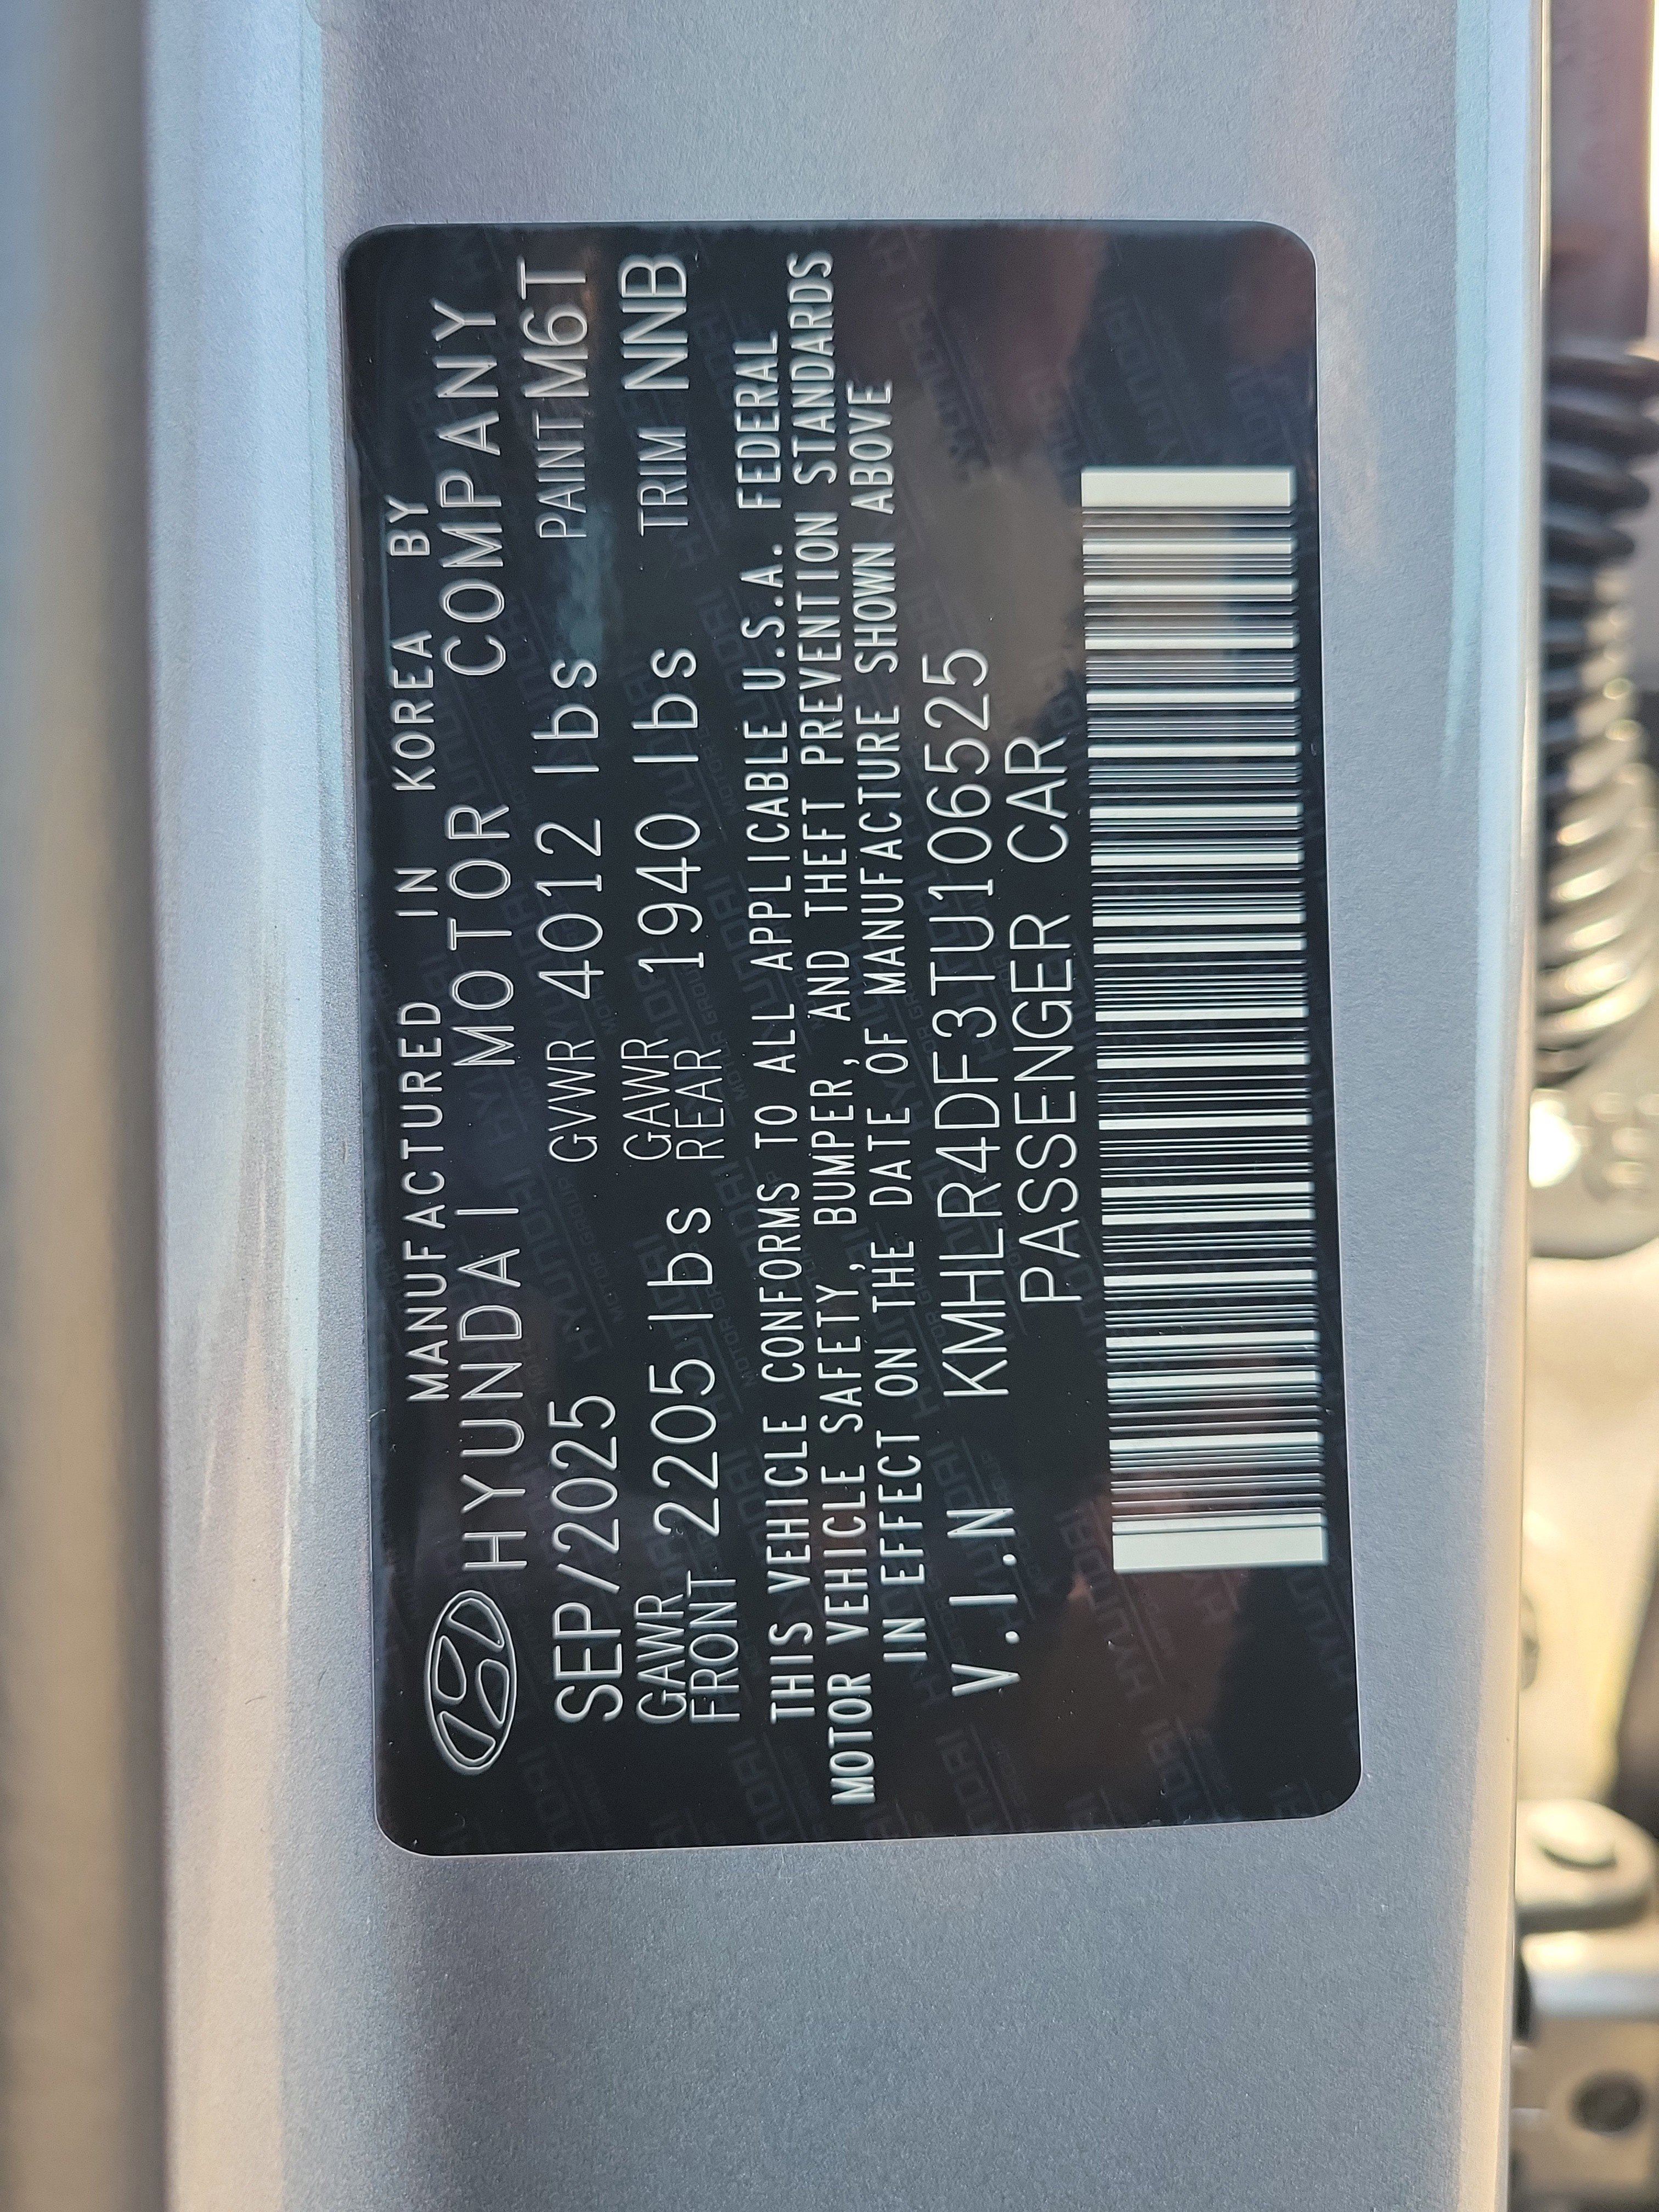 MANUFACTURED IN KOREA BY
HYUNDAI MOTOR COMPANY
SEP/2025 GVWR 4012 lbs PAINT M6T
GAWR FRONT 2205 lbs GAWR REAR 1940 lbs TRIM NNB
THIS VEHICLE CONFORMS TO ALL APPLICABLE U.S.A. FEDERAL
MOTOR VEHICLE SAFETY, BUMPER, AND THEFT PREVENTION STANDARDS
IN EFFECT ON THE DATE OF MANUFACTURE SHOWN ABOVE
V.I.N KMHLR4DF3TU106525
PASSENGER CAR